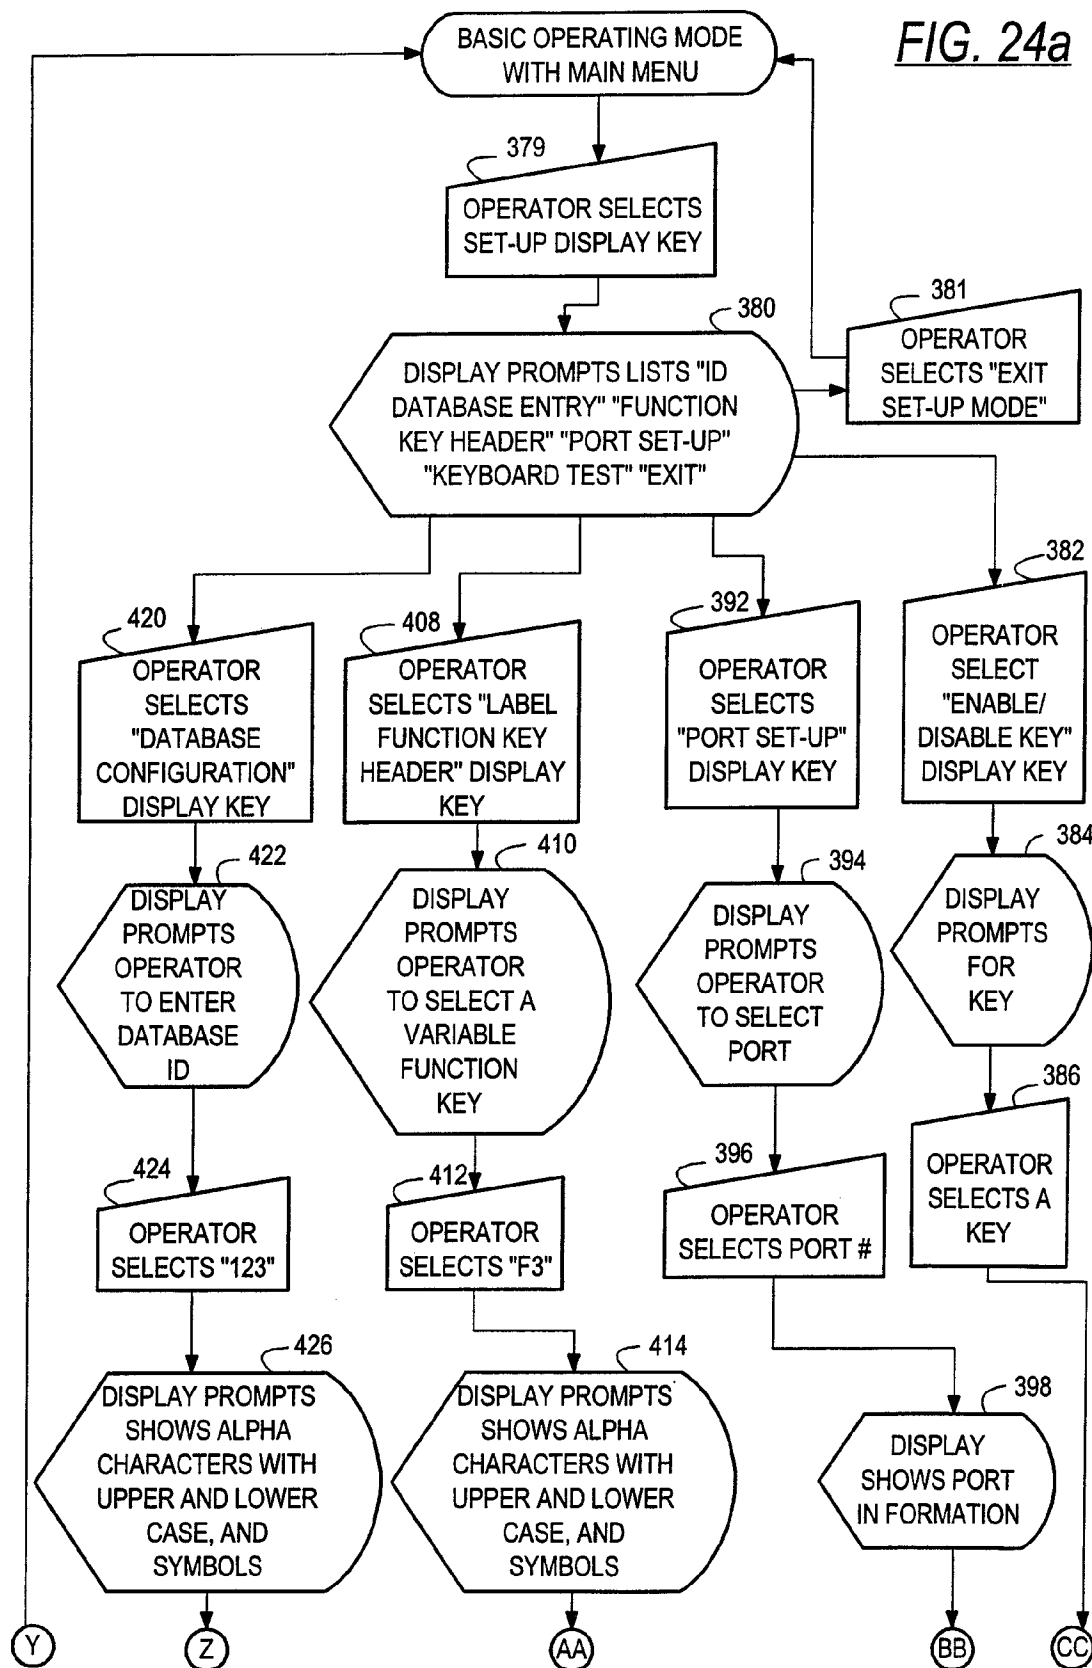 FIG. 24a
BASIC OPERATING MODE
WITH MAIN MENU
379
OPERATOR SELECTS
SET-UP DISPLAY KEY
380
DISPLAY PROMPTS LISTS "ID
DATABASE ENTRY" "FUNCTION
KEY HEADER" "PORT SET-UP"
"KEYBOARD TEST" "EXIT"
381
OPERATOR
SELECTS "EXIT
SET-UP MODE"
420
OPERATOR
SELECTS
"DATABASE
CONFIGURATION"
DISPLAY KEY
408
OPERATOR
SELECTS "LABEL
FUNCTION KEY
HEADER" DISPLAY
KEY
392
OPERATOR
SELECTS
"PORT SET-UP"
DISPLAY KEY
382
OPERATOR
SELECT
"ENABLE/
DISABLE KEY"
DISPLAY
KEY
422
DISPLAY
PROMPTS
OPERATOR
TO ENTER
DATABASE
ID
410
DISPLAY
PROMPTS
OPERATOR
TO SELECT A
VARIABLE
FUNCTION
KEY
394
DISPLAY
PROMPTS
OPERATOR
TO SELECT
PORT
384
DISPLAY
PROMPTS
FOR
KEY
424
OPERATOR
SELECTS "123"
412
OPERATOR
SELECTS "F3"
396
OPERATOR
SELECTS PORT #
386
OPERATOR
SELECTS A
KEY
426
DISPLAY PROMPTS
SHOWS ALPHA
CHARACTERS WITH
UPPER AND LOWER
CASE, AND
SYMBOLS
414
DISPLAY PROMPTS
SHOWS ALPHA
CHARACTERS WITH
UPPER AND LOWER
CASE, AND
SYMBOLS
398
DISPLAY
SHOWS PORT
IN FORMATION
Y
Z
AA
BB
CC